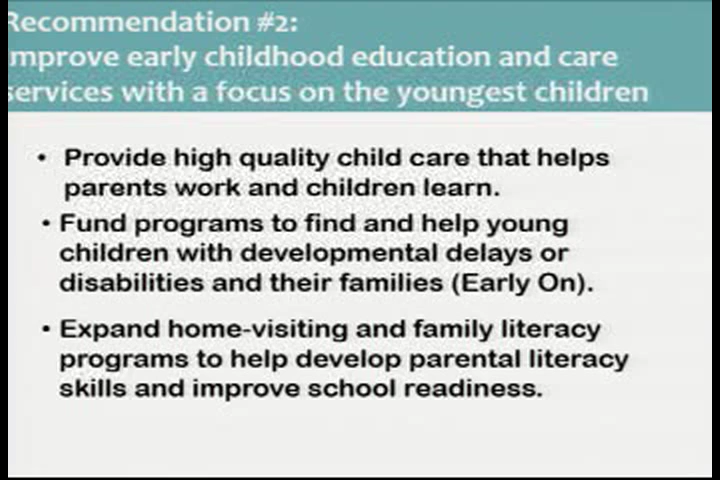 Recommendation #2:
Improve early childhood education and care
services with a focus on the youngest children
• Provide high quality child care that helps
parents work and children learn.
• Fund programs to find and help young
children with developmental delays or
disabilities and their families (Early On).
• Expand home-visiting and family literacy
programs to help develop parental literacy
skills and improve school readiness.